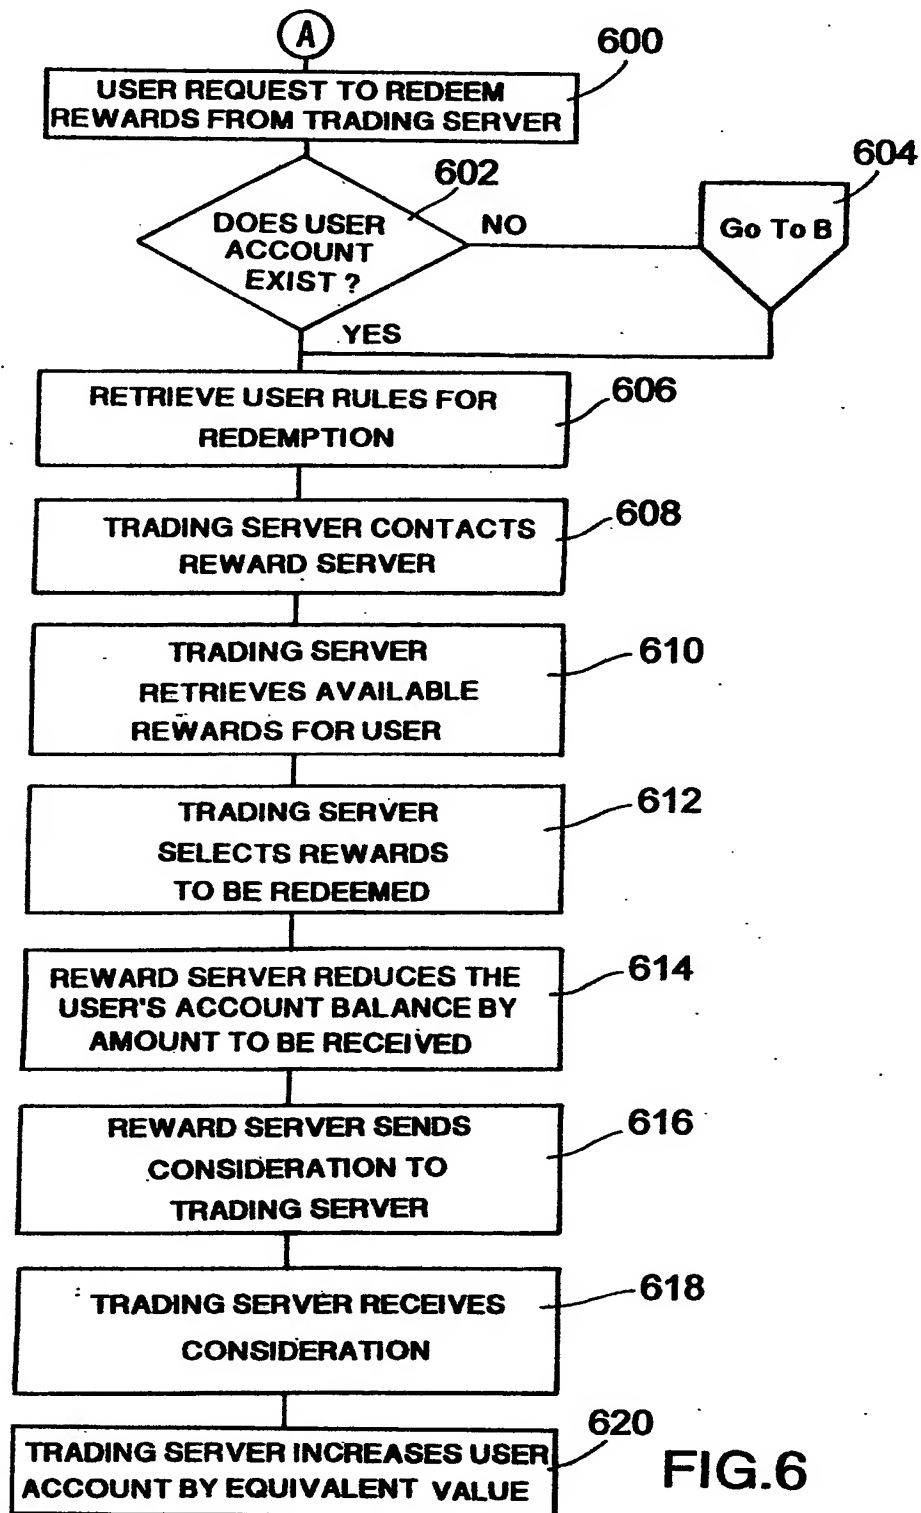 A
600
USER REQUEST TO REDEEM
REWARDS FROM TRADING SERVER
602
604
DOES USER
ACCOUNT
EXIST ?
NO
Go To B
YES
RETRIEVE USER RULES FOR
REDEMPTION
606
TRADING SERVER CONTACTS
REWARD SERVER
608
TRADING SERVER
RETRIEVES AVAILABLE
REWARDS FOR USER
610
TRADING SERVER
SELECTS REWARDS
TO BE REDEEMED
612
REWARD SERVER REDUCES THE
USER'S ACCOUNT BALANCE BY
AMOUNT TO BE RECEIVED
614
REWARD SERVER SENDS
CONSIDERATION TO
TRADING SERVER
616
TRADING SERVER RECEIVES
CONSIDERATION
618
TRADING SERVER INCREASES USER
ACCOUNT BY EQUIVALENT VALUE
620
FIG.6